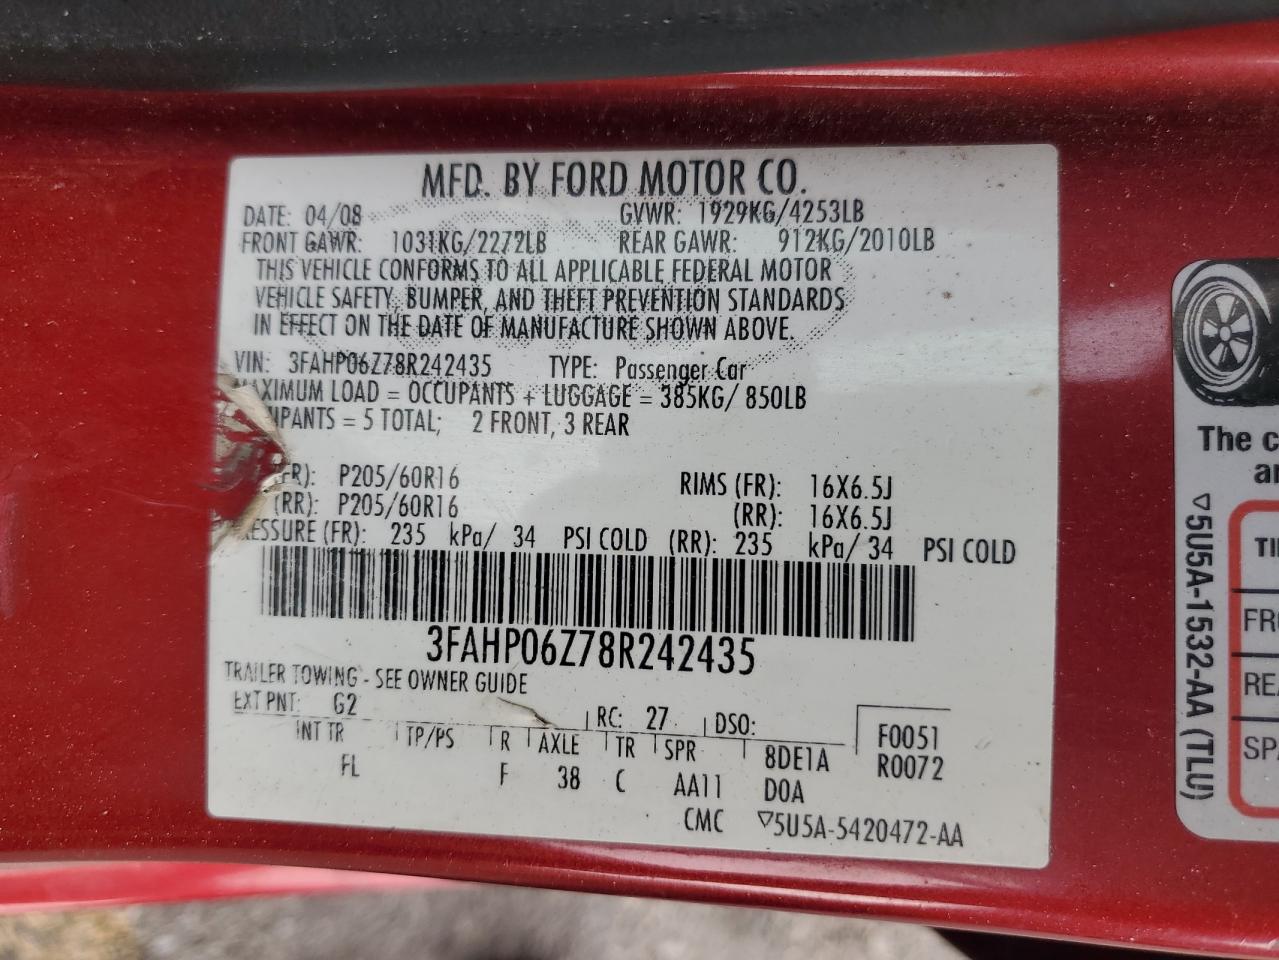 MFD. BY FORD MOTOR CO.
DATE: 04/08 GVWR: 1929KG/4253LB
FRONT GAWR: 1031KG/2272LB REAR GAWR: 912KG/2010LB
THIS VEHICLE CONFORMS TO ALL APPLICABLE FEDERAL MOTOR
VEHICLE SAFETY, BUMPER, AND THEFT PREVENTION STANDARDS
IN EFFECT ON THE DATE OF MANUFACTURE SHOWN ABOVE.
VIN: 3FAHP06Z78R242435 TYPE: Passenger Car
MAXIMUM LOAD = OCCUPANTS + LUGGAGE = 385KG/ 850LB
IPANTS = 5 TOTAL; 2 FRONT, 3 REAR
FR): P205/60R16 RIMS (FR): 16X6.5J
(RR): P205/60R16 (RR): 16X6.5J
ESSURE (FR): 235 kPa/ 34 PSI COLD (RR): 235 kPa/ 34 PSI COLD
3FAHP06Z78R242435
TRAILER TOWING - SEE OWNER GUIDE
EXT PNT: G2 RC: 27 DSO: F0051
INT TR TP/PS R AXLE TR SPR 8DE1A R0072
FL F 38 C AA11 D0A
CMC ▽5U5A-5420472-AA
The c
an
▽5U5A-1532-AA (TLU)
TI
FR
REA
SPA